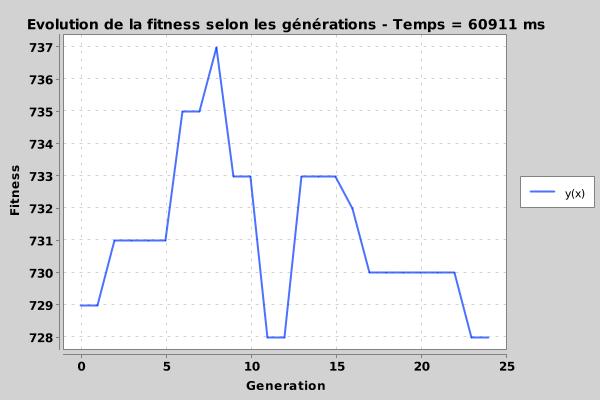 Evolution de la fitness selon les générations - Temps = 60911 ms
737
736
735
734
733
732
731
730
729
728
Fitness
0 5 10 15 20 25
Generation
y(x)